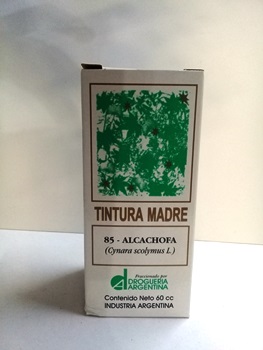 TINTURA MADRE
85 - ALCACHOFA
(Cynara scolymus L.)
Fraccionado por
DROGUERIA
ARGENTINA
Contenido Neto 60 cc
INDUSTRIA ARGENTINA